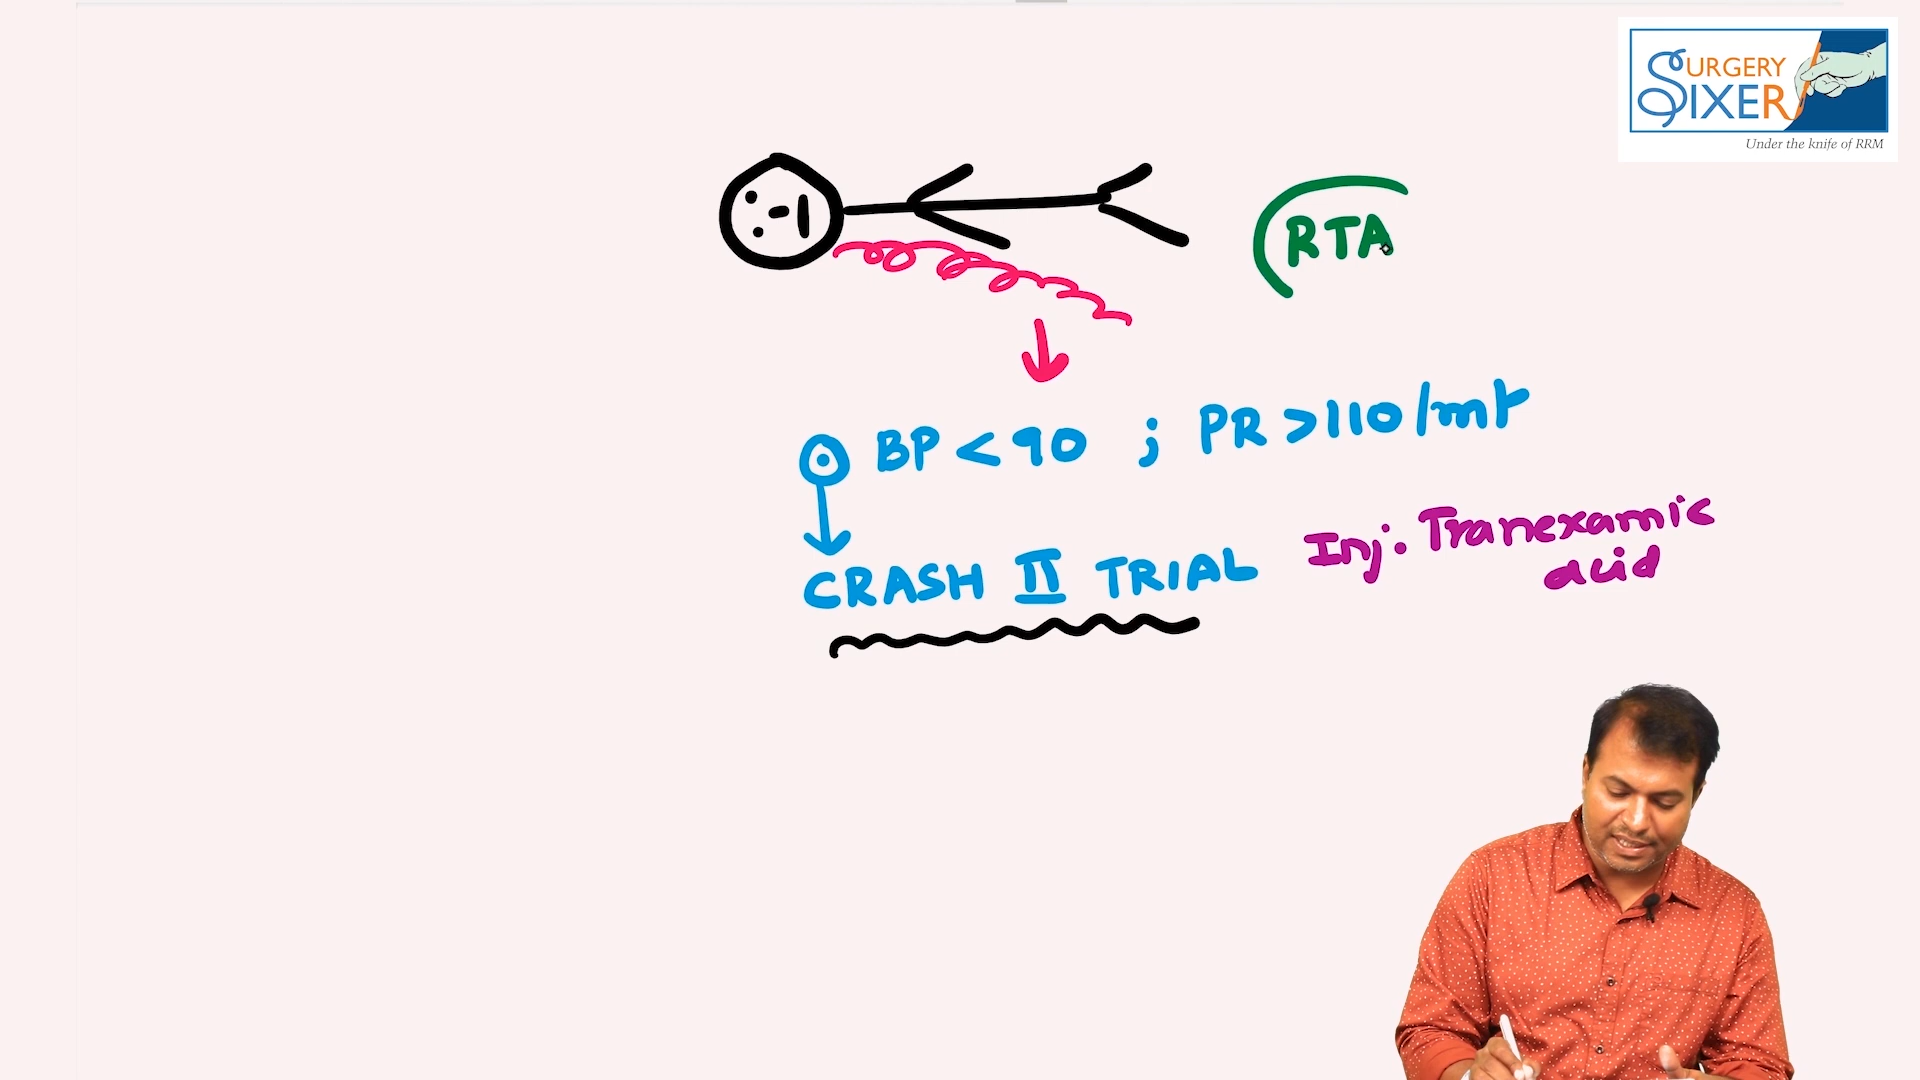 SURGERY
SIXER
Under the knife of RRM
RTA
BP < 90 ; PR > 110/mt
CRASH II TRIAL
Inj. Tranexamic
acid